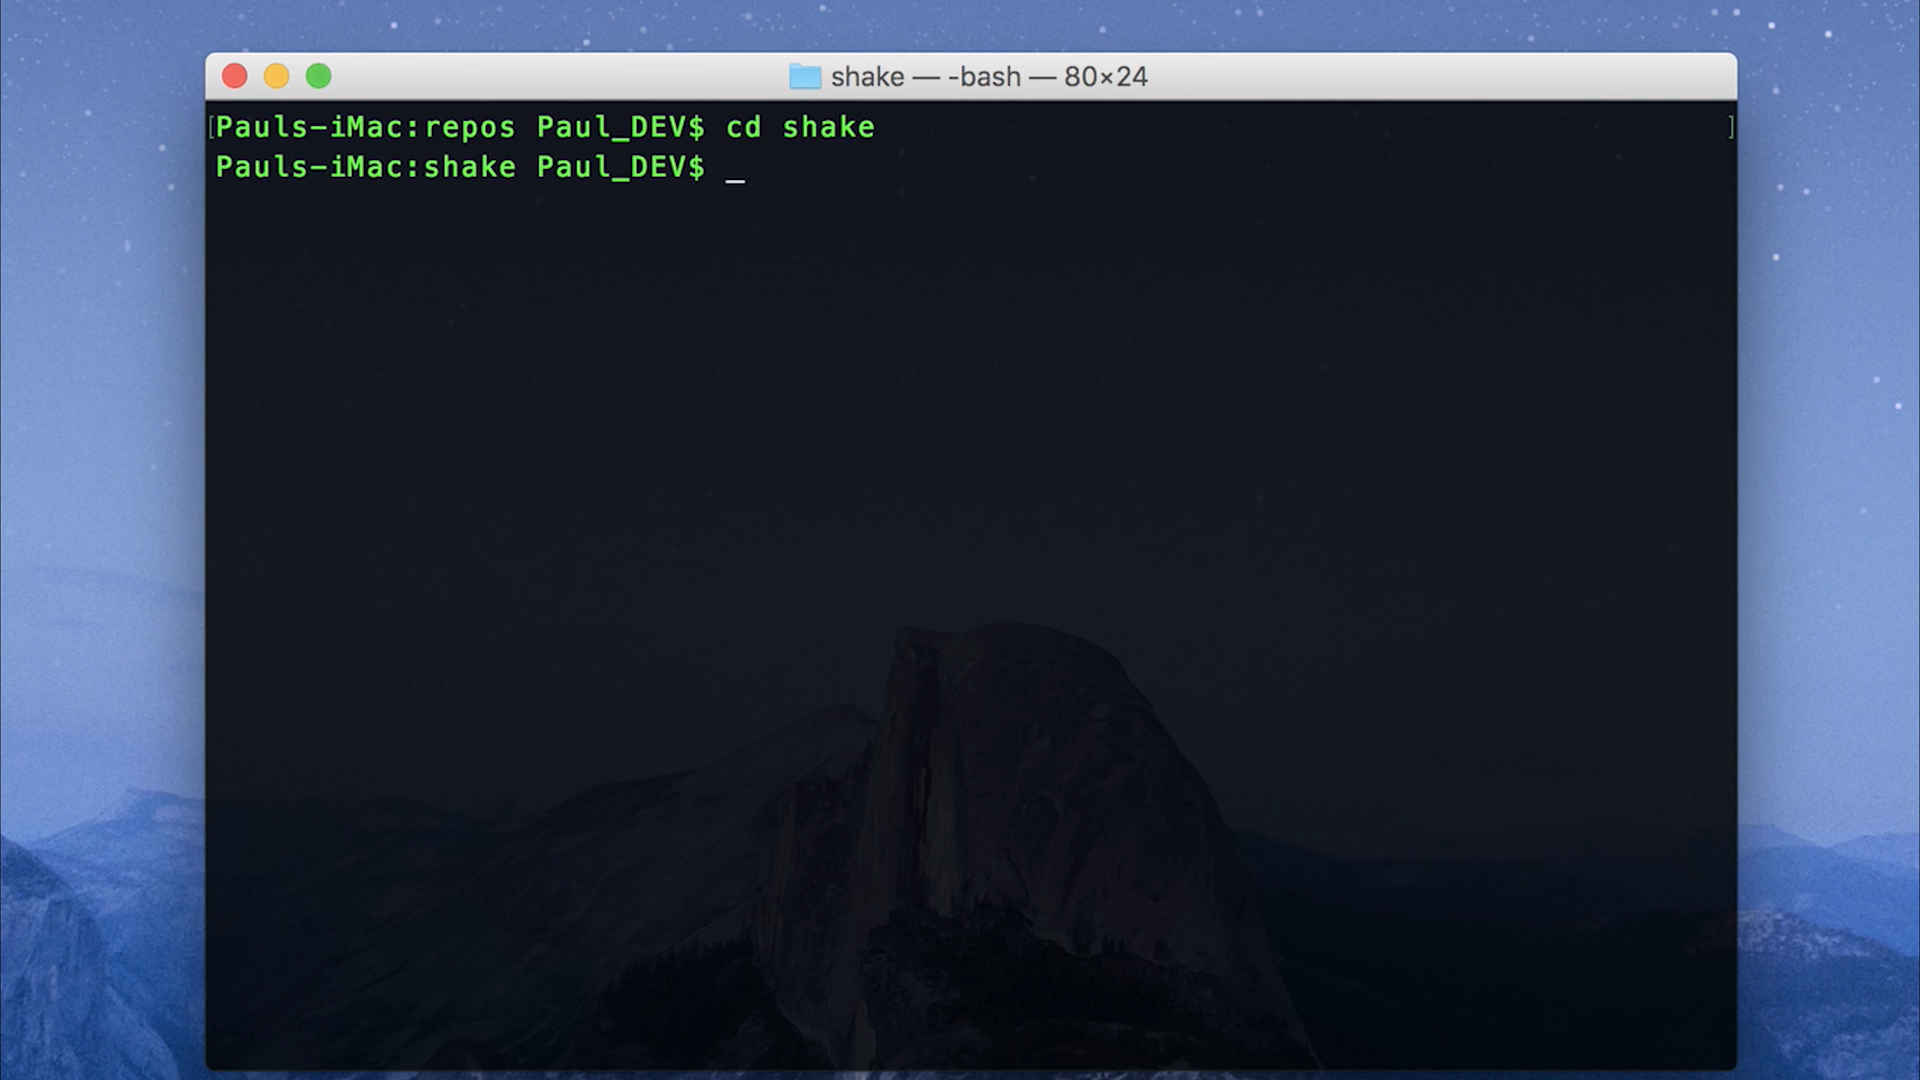 shake — -bash — 80×24
[Pauls-iMac:repos Paul_DEV$ cd shake ]
Pauls-iMac:shake Paul_DEV$ _